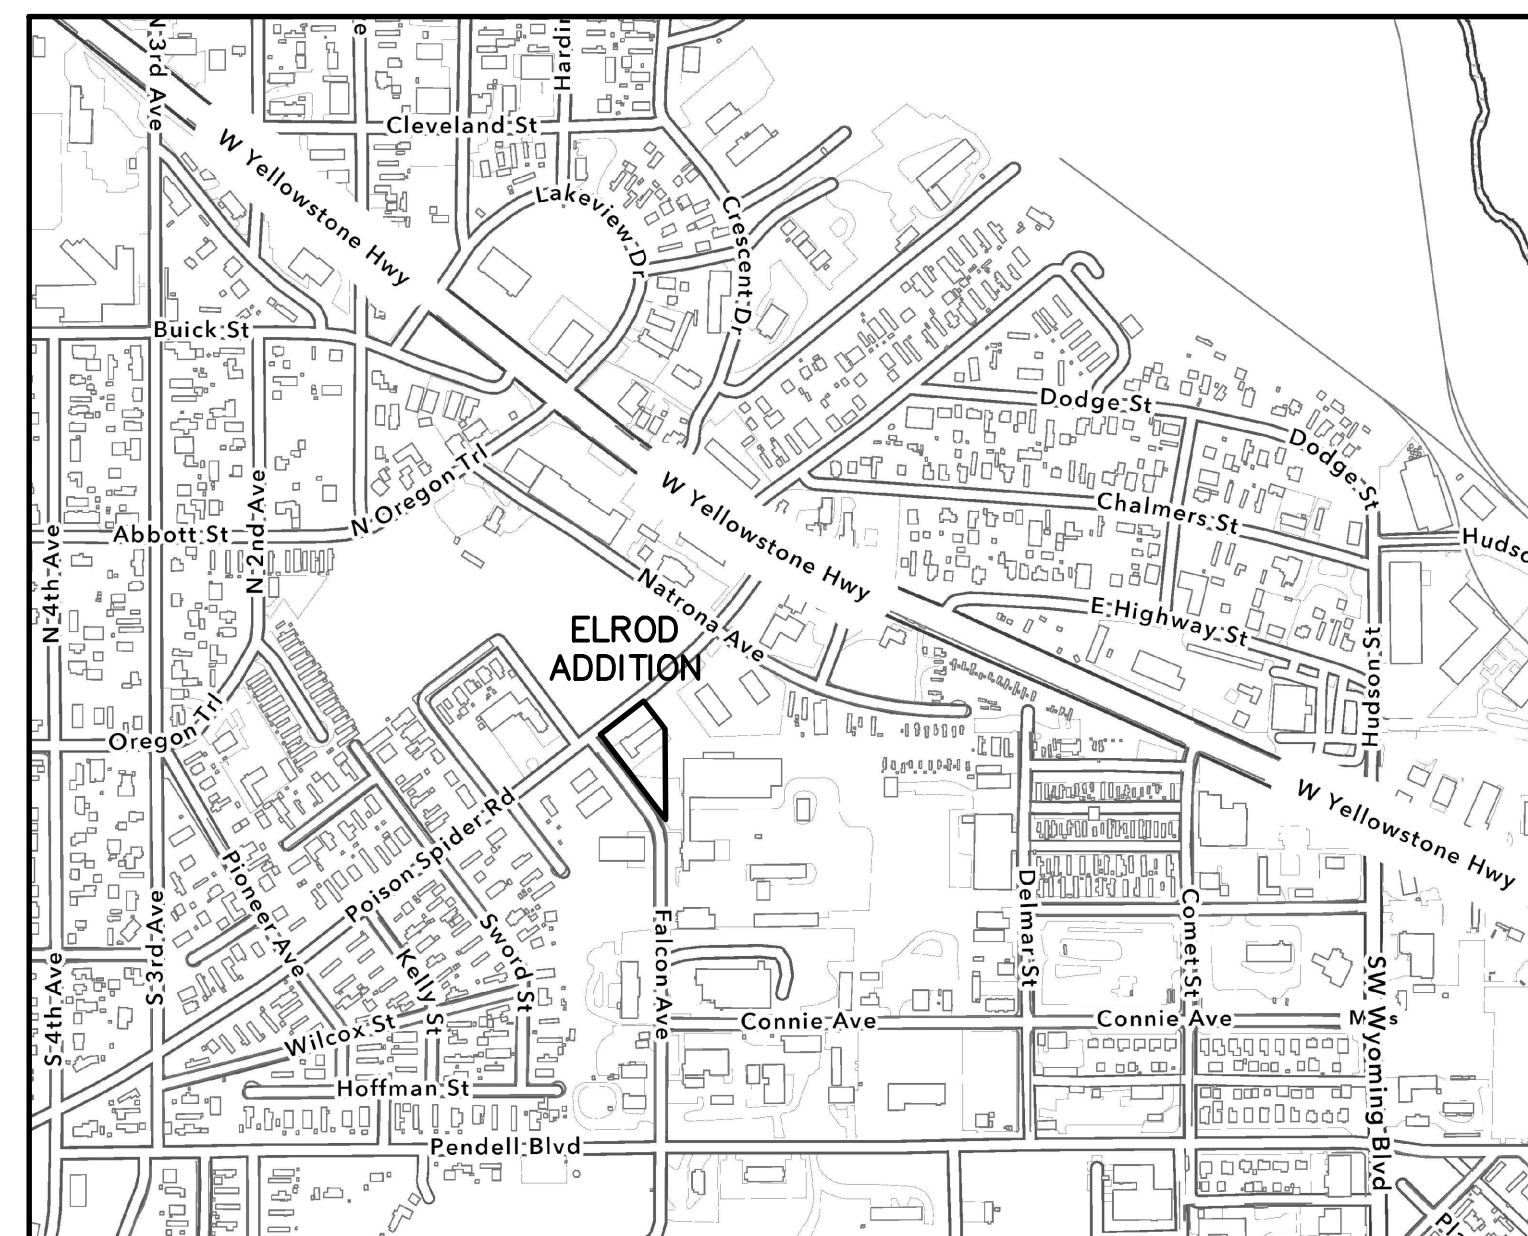 N 3rd Ave
Cleveland St
W Yellowstone Hwy
Lakeview Dr
Crescent Dr
Buick St
Dodge St
Dodge St
N Oregon Trl
N 2nd Ave
Abbott St
N 4th Ave
W Yellowstone Hwy
Chalmers St
Natrona Ave
E Highway St
Hudson St
ELROD
ADDITION
Oregon Trl
W Yellowstone Hwy
Poison Spider Rd
Pioneer Ave
S 3rd Ave
S 4th Ave
Sword St
Kelly St
Wilcox St
Hoffman St
Falcon Ave
Connie Ave
Delmar St
Comet St
Connie Ave
SW Wyoming Blvd
Pendell Blvd